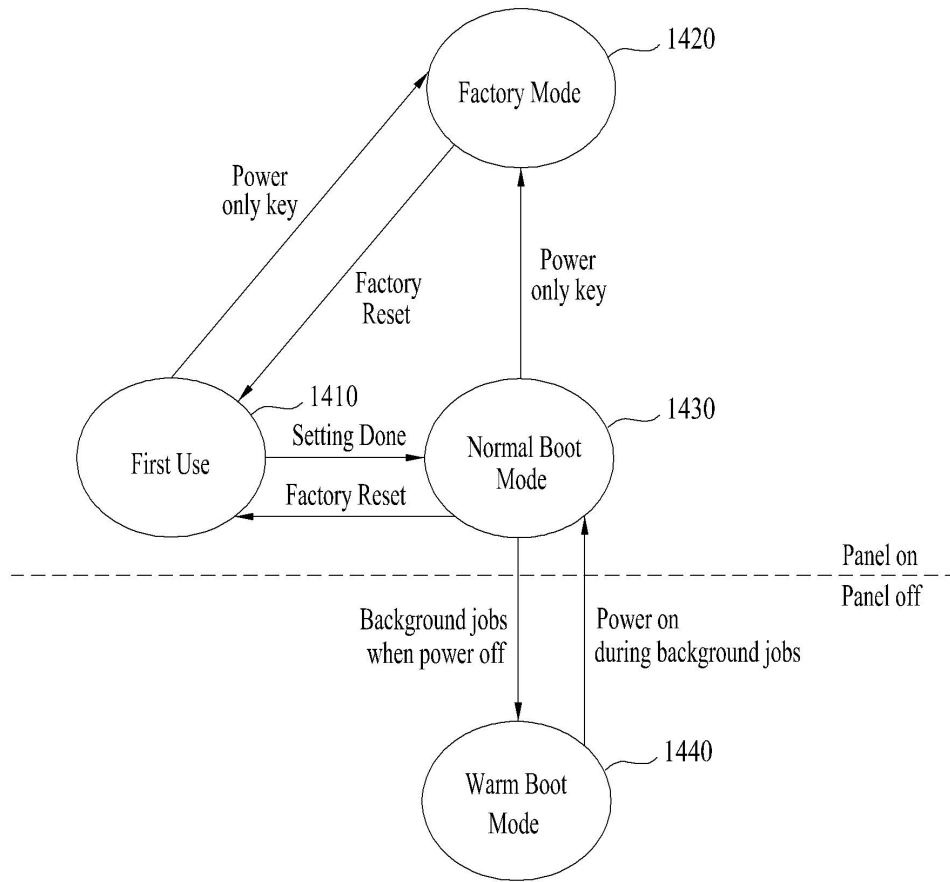 1420
Factory Mode
Power
only key
Power
only key
Factory
Reset
1410
1430
Setting Done
First Use
Normal Boot
Mode
Factory Reset
Panel on
Panel off
Background jobs
when power off
Power on
during background jobs
1440
Warm Boot
Mode